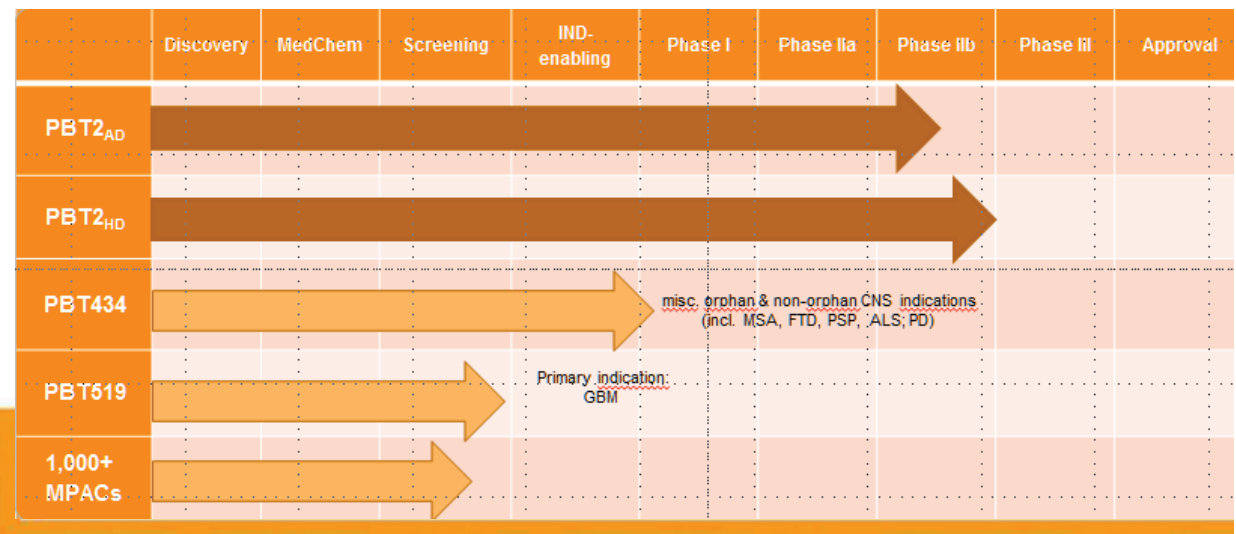 Discovery MedChem Screening IND-enabling Phase I Phase IIa Phase IIb Phase III Approval
PBT2AD
PBT2HD
PBT434
misc. orphan & non-orphan CNS indications
(incl. MSA, FTD, PSP, ALS; PD)
PBT519
Primary indication:
GBM
1,000+
MPACs